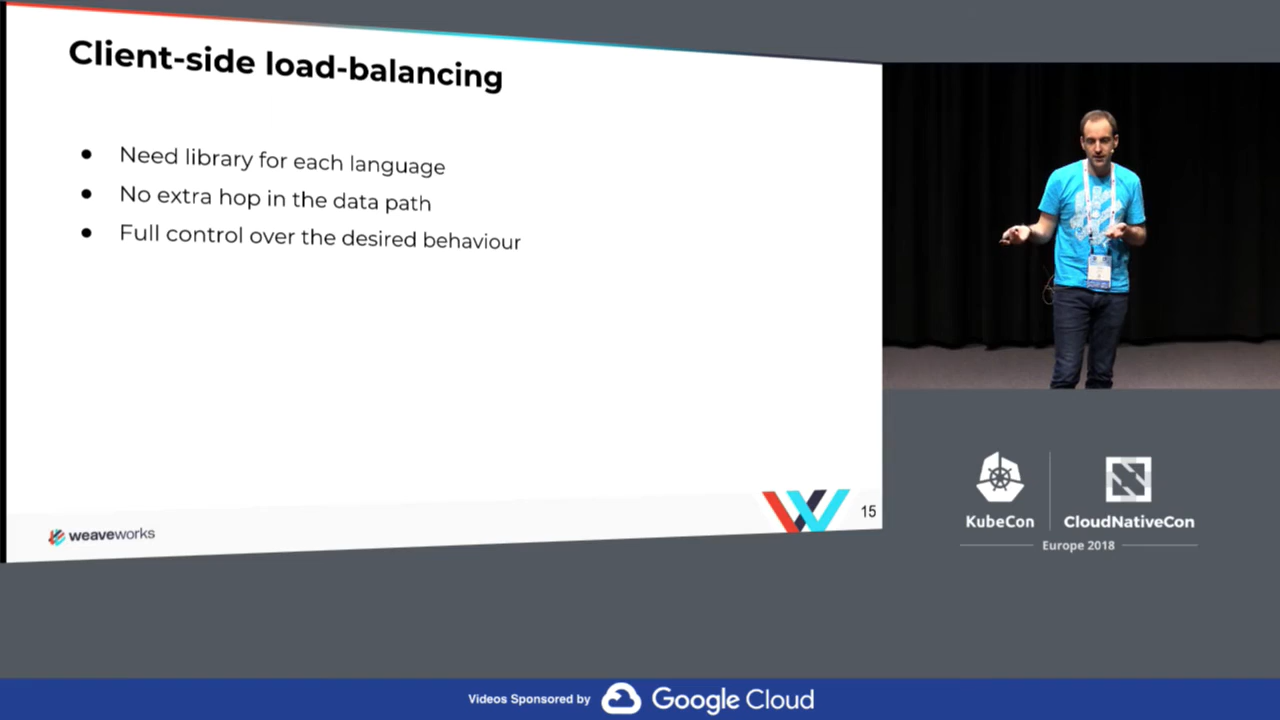 Client-side load-balancing
● Need library for each language
● No extra hop in the data path
● Full control over the desired behaviour
weaveworks
15
KubeCon
CloudNativeCon
Europe 2018
Videos Sponsored by Google Cloud